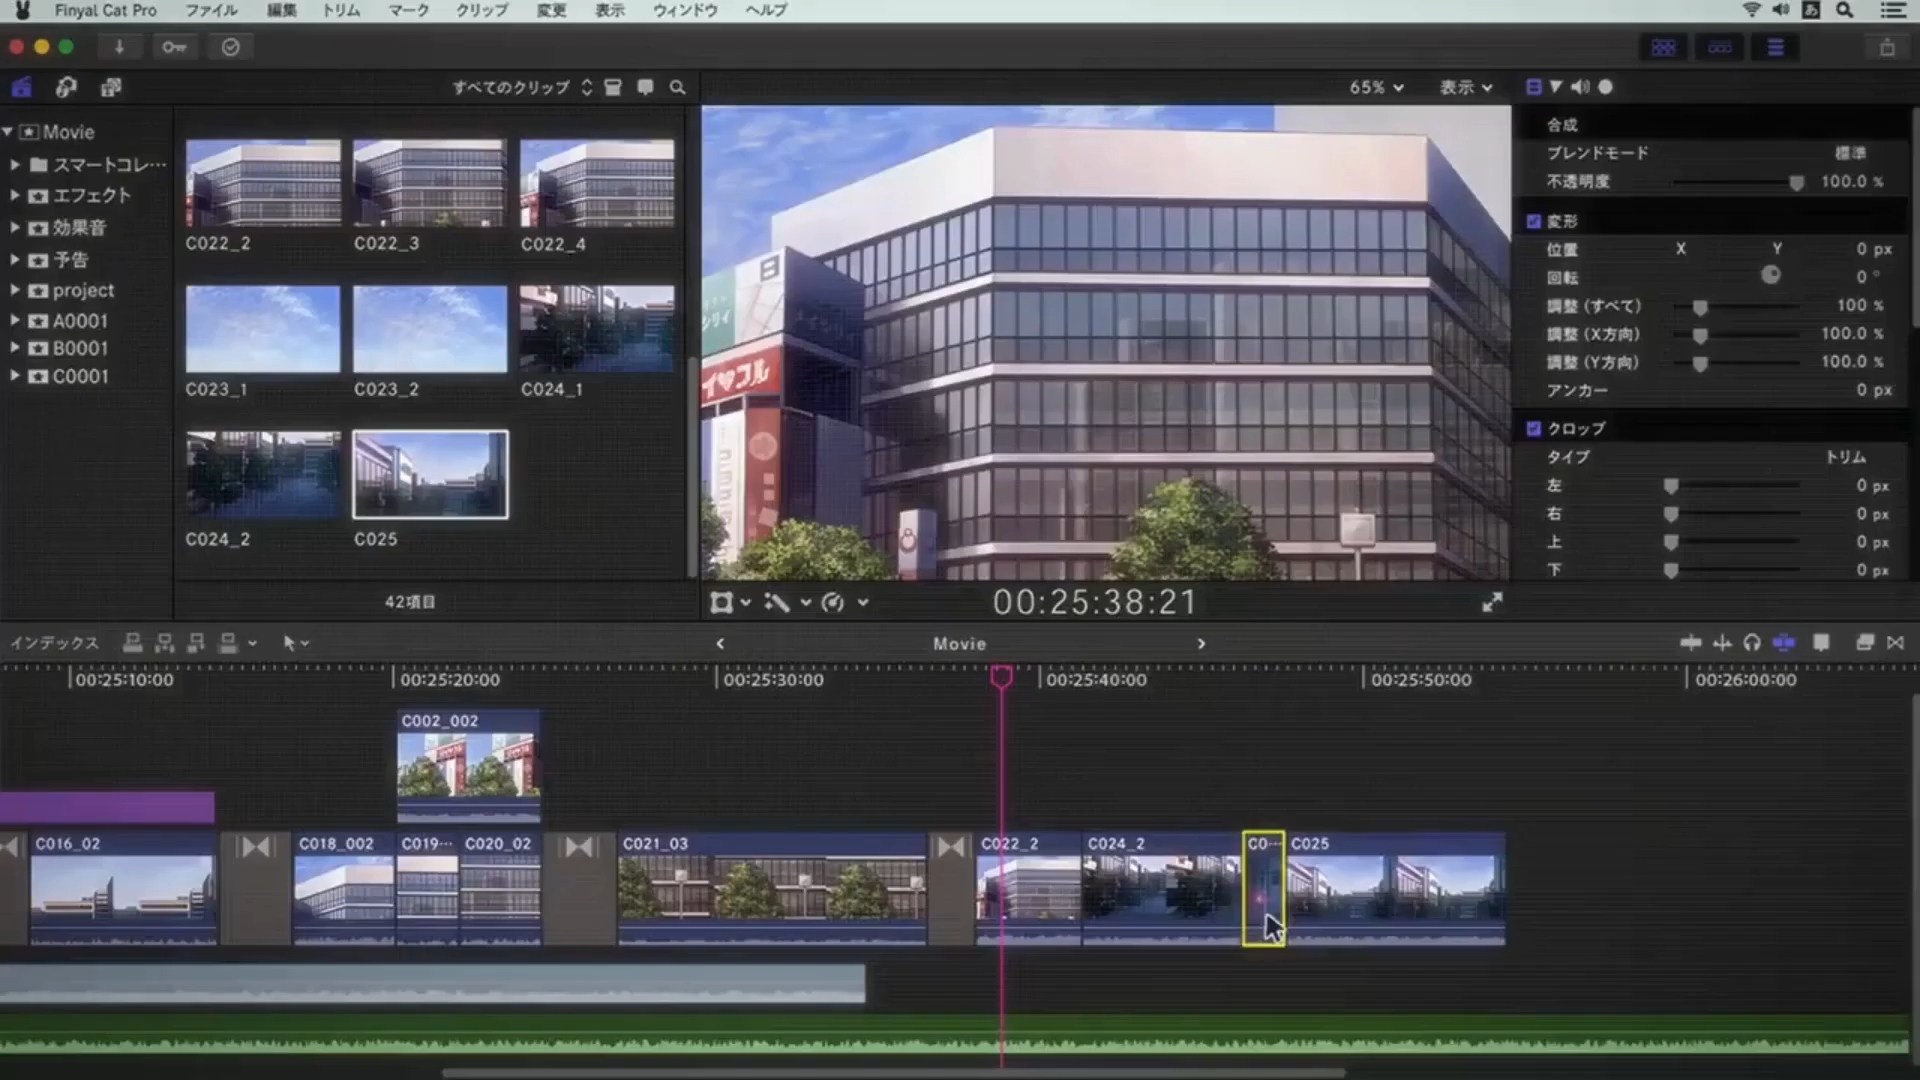 Finyal Cat Pro ファイル 編集 トリム マーク クリップ 変更 表示 ウィンドウ ヘルプ あ
すべてのクリップ
65% 表示
Movie
スマートコレ…
エフェクト
効果音
予告
project
A0001
B0001
C0001
C022_2 C022_3 C022_4
C023_1 C023_2 C024_1
C024_2 C025
42項目
イ♥フル
00:25:38:21
合成
ブレンドモード 標準
不透明度 100.0 %
変形
位置 X Y 0 px
回転 0 °
調整 (すべて) 100 %
調整 (X方向) 100.0 %
調整 (Y方向) 100.0 %
アンカー 0 px
クロップ
タイプ トリム
左 0 px
右 0 px
上 0 px
下 0 px
インデックス Movie
00:25:10:00 00:25:20:00 00:25:30:00 00:25:40:00 00:25:50:00 00:26:00:00
C002_002
C016_02 C018_002 C019… C020_02 C021_03 C022_2 C024_2 C0… C025